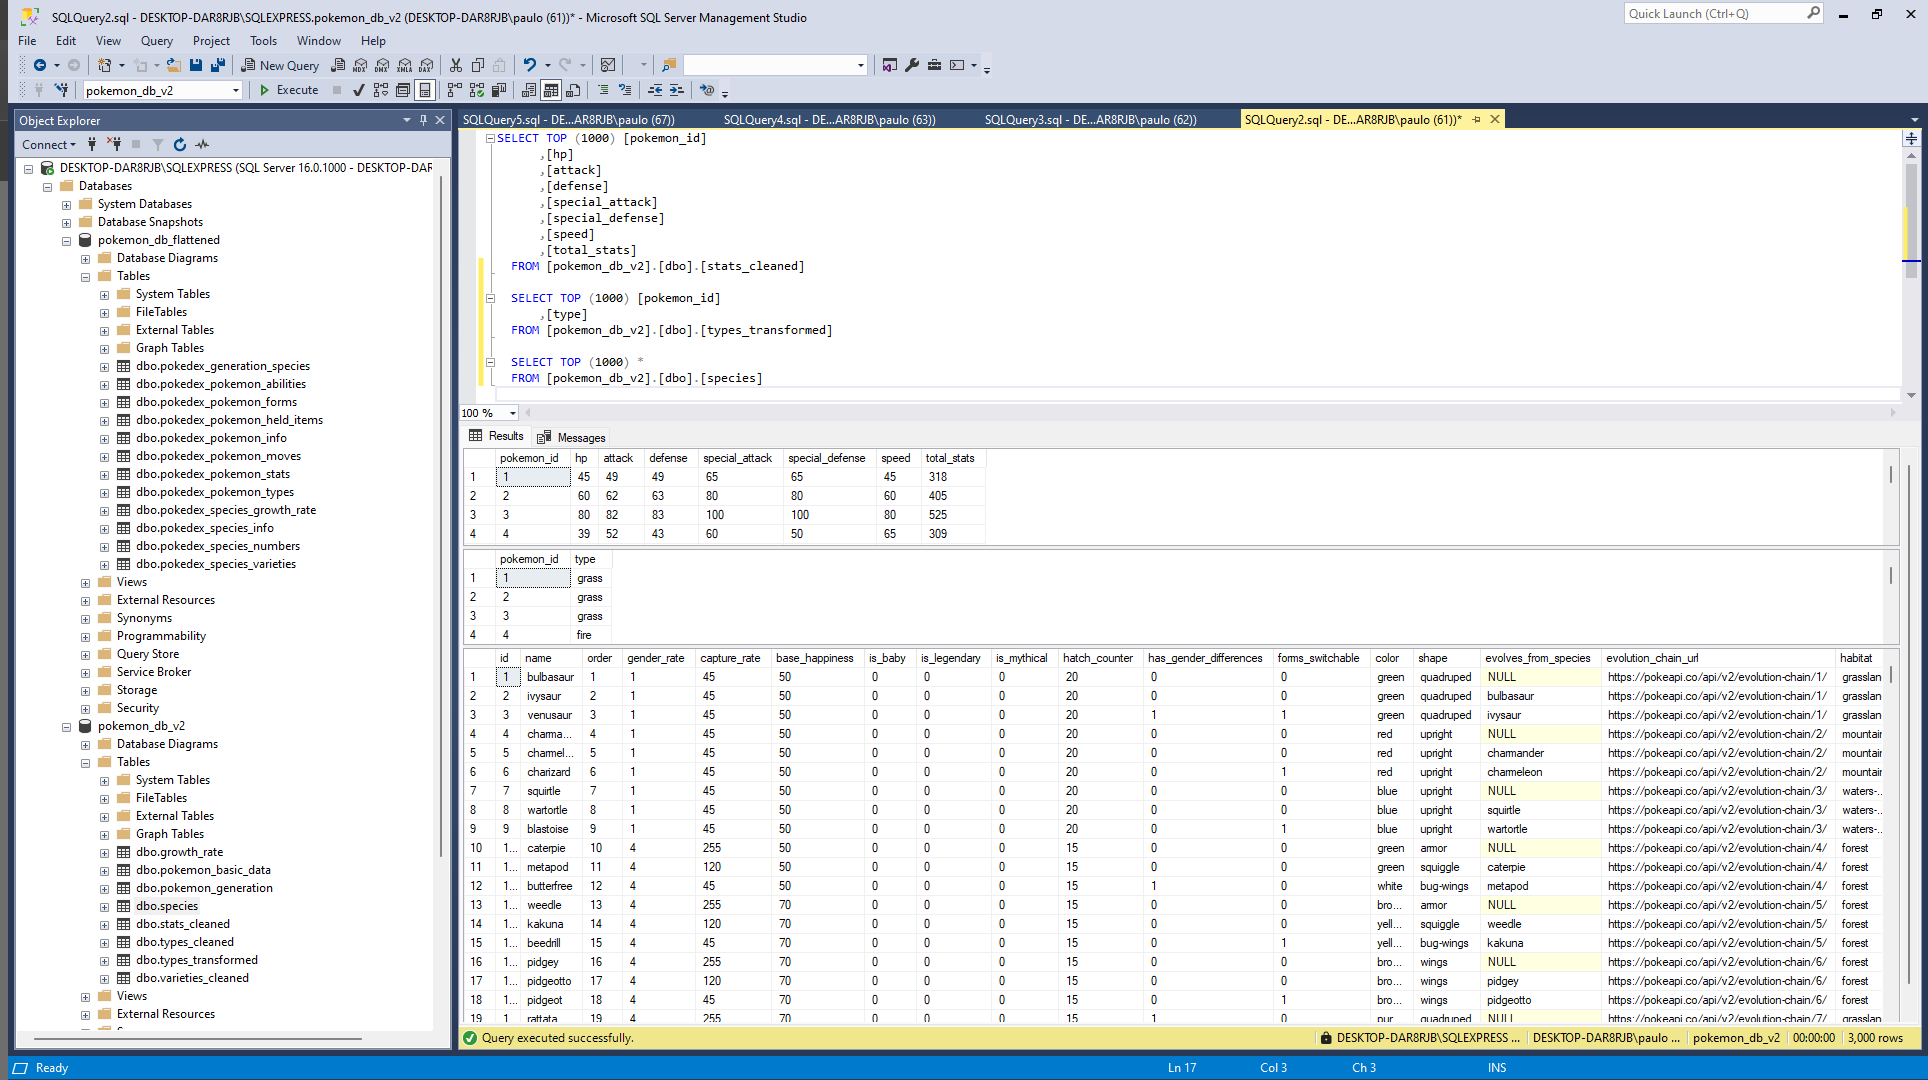 SQLQuery2.sql - DESKTOP-DAR8RJB\SQLEXPRESS.pokemon_db_v2 (DESKTOP-DAR8RJB\paulo (61))* - Microsoft SQL Server Management Studio
Quick Launch (Ctrl+Q)
File Edit View Query Project Tools Window Help
New Query MDX DMX XMLA DAX
pokemon_db_v2 Execute
Object Explorer
Connect
DESKTOP-DAR8RJB\SQLEXPRESS (SQL Server 16.0.1000 - DESKTOP-DAR
Databases
System Databases
Database Snapshots
pokemon_db_flattened
Database Diagrams
Tables
System Tables
FileTables
External Tables
Graph Tables
dbo.pokedex_generation_species
dbo.pokedex_pokemon_abilities
dbo.pokedex_pokemon_forms
dbo.pokedex_pokemon_held_items
dbo.pokedex_pokemon_info
dbo.pokedex_pokemon_moves
dbo.pokedex_pokemon_stats
dbo.pokedex_pokemon_types
dbo.pokedex_species_growth_rate
dbo.pokedex_species_info
dbo.pokedex_species_numbers
dbo.pokedex_species_varieties
Views
External Resources
Synonyms
Programmability
Query Store
Service Broker
Storage
Security
pokemon_db_v2
Database Diagrams
Tables
System Tables
FileTables
External Tables
Graph Tables
dbo.growth_rate
dbo.pokemon_basic_data
dbo.pokemon_generation
dbo.species
dbo.stats_cleaned
dbo.types_cleaned
dbo.types_transformed
dbo.varieties_cleaned
Views
External Resources
SQLQuery5.sql - DE...AR8RJB\paulo (67)) SQLQuery4.sql - DE...AR8RJB\paulo (63)) SQLQuery3.sql - DE...AR8RJB\paulo (62)) SQLQuery2.sql - DE...AR8RJB\paulo (61))*
SELECT TOP (1000) [pokemon_id]
,[hp]
,[attack]
,[defense]
,[special_attack]
,[special_defense]
,[speed]
,[total_stats]
FROM [pokemon_db_v2].[dbo].[stats_cleaned]
SELECT TOP (1000) [pokemon_id]
,[type]
FROM [pokemon_db_v2].[dbo].[types_transformed]
SELECT TOP (1000) *
FROM [pokemon_db_v2].[dbo].[species]
100 %
Results Messages
pokemon_id hp attack defense special_attack special_defense speed total_stats
1 1 45 49 49 65 65 45 318
2 2 60 62 63 80 80 60 405
3 3 80 82 83 100 100 80 525
4 4 39 52 43 60 50 65 309
pokemon_id type
1 1 grass
2 2 grass
3 3 grass
4 4 fire
id name order gender_rate capture_rate base_happiness is_baby is_legendary is_mythical hatch_counter has_gender_differences forms_switchable color shape evolves_from_species evolution_chain_url habitat
1 1 bulbasaur 1 1 45 50 0 0 0 20 0 0 green quadruped NULL https://pokeapi.co/api/v2/evolution-chain/1/ grasslan
2 2 ivysaur 2 1 45 50 0 0 0 20 0 0 green quadruped bulbasaur https://pokeapi.co/api/v2/evolution-chain/1/ grasslan
3 3 venusaur 3 1 45 50 0 0 0 20 1 1 green quadruped ivysaur https://pokeapi.co/api/v2/evolution-chain/1/ grasslan
4 4 charma... 4 1 45 50 0 0 0 20 0 0 red upright NULL https://pokeapi.co/api/v2/evolution-chain/2/ mountain
5 5 charmel... 5 1 45 50 0 0 0 20 0 0 red upright charmander https://pokeapi.co/api/v2/evolution-chain/2/ mountain
6 6 charizard 6 1 45 50 0 0 0 20 0 1 red upright charmeleon https://pokeapi.co/api/v2/evolution-chain/2/ mountain
7 7 squirtle 7 1 45 50 0 0 0 20 0 0 blue upright NULL https://pokeapi.co/api/v2/evolution-chain/3/ waters-...
8 8 wartortle 8 1 45 50 0 0 0 20 0 0 blue upright squirtle https://pokeapi.co/api/v2/evolution-chain/3/ waters-...
9 9 blastoise 9 1 45 50 0 0 0 20 0 1 blue upright wartortle https://pokeapi.co/api/v2/evolution-chain/3/ waters-...
10 1... caterpie 10 4 255 50 0 0 0 15 0 0 green armor NULL https://pokeapi.co/api/v2/evolution-chain/4/ forest
11 1... metapod 11 4 120 50 0 0 0 15 0 0 green squiggle caterpie https://pokeapi.co/api/v2/evolution-chain/4/ forest
12 1... butterfree 12 4 45 50 0 0 0 15 1 0 white bug-wings metapod https://pokeapi.co/api/v2/evolution-chain/4/ forest
13 1... weedle 13 4 255 70 0 0 0 15 0 0 bro... armor NULL https://pokeapi.co/api/v2/evolution-chain/5/ forest
14 1... kakuna 14 4 120 70 0 0 0 15 0 0 yell... squiggle weedle https://pokeapi.co/api/v2/evolution-chain/5/ forest
15 1... beedrill 15 4 45 70 0 0 0 15 0 1 yell... bug-wings kakuna https://pokeapi.co/api/v2/evolution-chain/5/ forest
16 1... pidgey 16 4 255 70 0 0 0 15 0 0 bro... wings NULL https://pokeapi.co/api/v2/evolution-chain/6/ forest
17 1... pidgeotto 17 4 120 70 0 0 0 15 0 0 bro... wings pidgey https://pokeapi.co/api/v2/evolution-chain/6/ forest
18 1... pidgeot 18 4 45 70 0 0 0 15 0 1 bro... wings pidgeotto https://pokeapi.co/api/v2/evolution-chain/6/ forest
19 1 rattata 19 4 255 70 0 0 0 15 1 0 pur quadruped NULL https://pokeapi.co/api/v2/evolution-chain/7/ grasslan
Query executed successfully. DESKTOP-DAR8RJB\SQLEXPRESS ... DESKTOP-DAR8RJB\paulo ... pokemon_db_v2 00:00:00 3,000 rows
Ready Ln 17 Col 3 Ch 3 INS